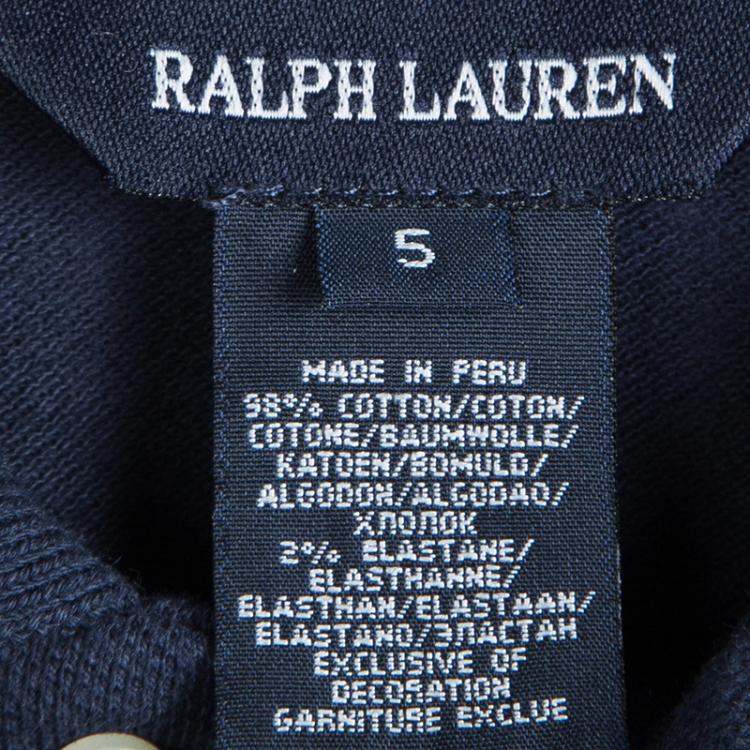 RALPH LAUREN
5
MADE IN PERU
98% COTTON/COTON/
COTONE/BAUMWOLLE/
KATOEN/BOMULD/
ALGODON/ALGODAO/
ХЛОПОК
2% ELASTANE/
ELASTHANNE/
ELASTHAN/ELASTAAN/
ELASTANO/ЭЛАСТАН
EXCLUSIVE OF
DECORATION
GARNITURE EXCLUE